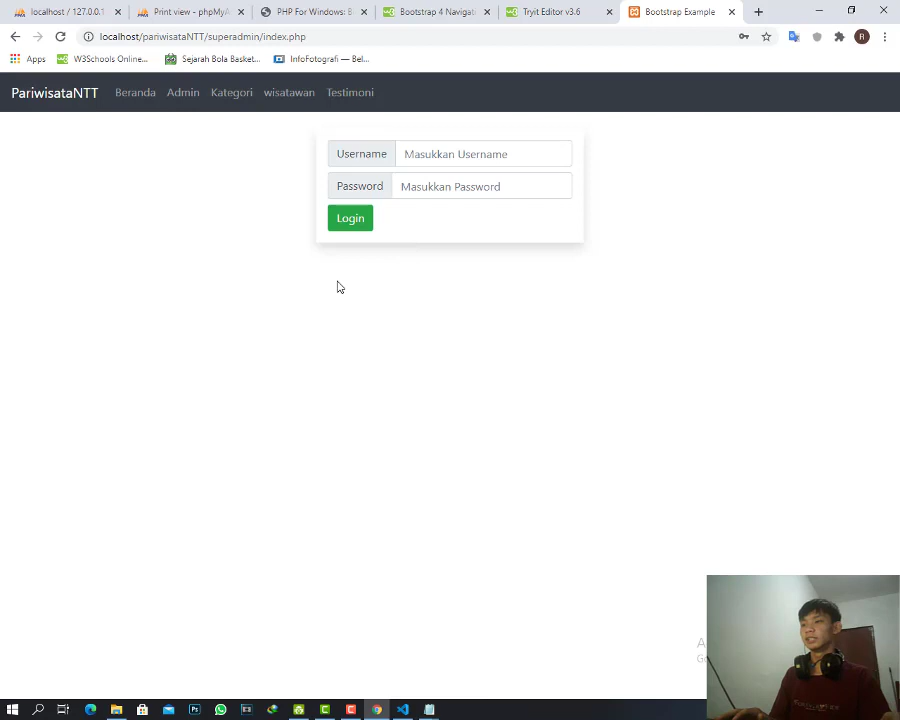 localhost / 127.0.0.1
Print view - phpMyA
PHP For Windows: B
Bootstrap 4 Navigat
Tryit Editor v3.6
Bootstrap Example
localhost/pariwisataNTT/superadmin/index.php
R
Apps
W3Schools Online...
Sejarah Bola Basket...
InfoFotografi — Bel...
PariwisataNTT
Beranda
Admin
Kategori
wisatawan
Testimoni
Username
Masukkan Username
Password
Masukkan Password
Login